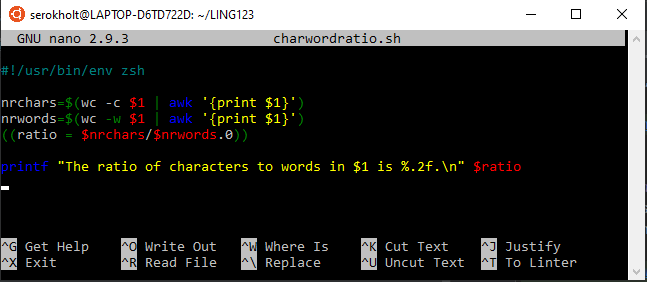 serokholt@LAPTOP-D6TD722D: ~/LING123
GNU nano 2.9.3 charwordratio.sh
#!/usr/bin/env zsh
nrchars=$(wc -c $1 | awk '{print $1}')
nrwords=$(wc -w $1 | awk '{print $1}')
((ratio = $nrchars/$nrwords.0))
printf "The ratio of characters to words in $1 is %.2f.\n" $ratio
^G Get Help ^O Write Out ^W Where Is ^K Cut Text ^J Justify
^X Exit ^R Read File ^\ Replace ^U Uncut Text ^T To Linter